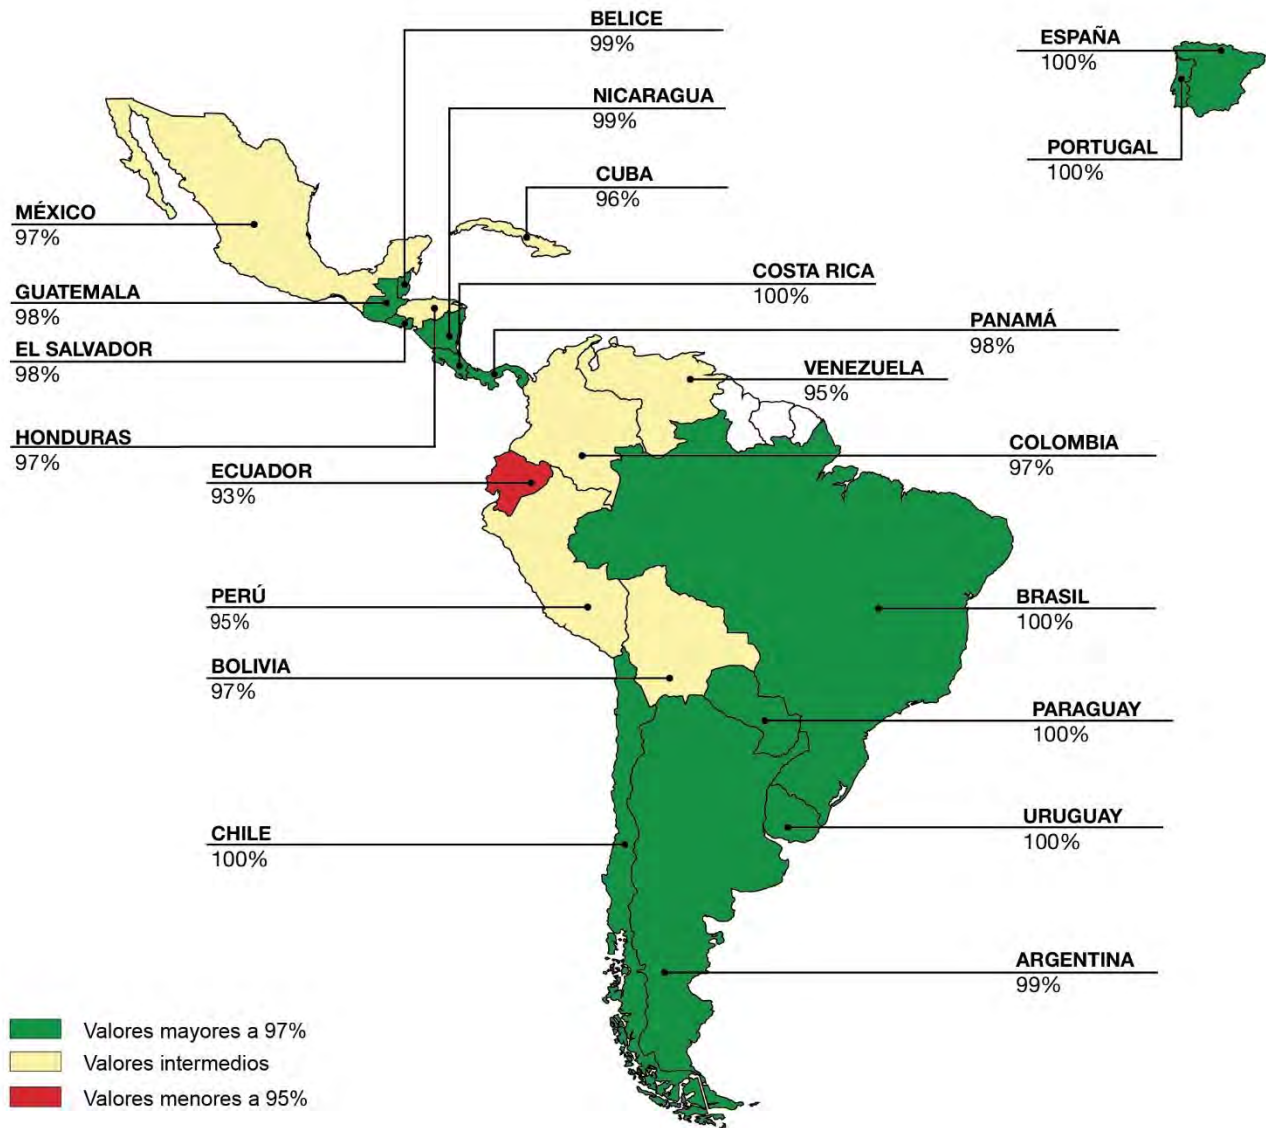 BELICE
99%
ESPAÑA
100%
NICARAGUA
99%
PORTUGAL
100%
CUBA
96%
MÉXICO
97%
COSTA RICA
100%
GUATEMALA
98%
PANAMÁ
98%
EL SALVADOR
98%
VENEZUELA
95%
HONDURAS
97%
COLOMBIA
97%
ECUADOR
93%
PERÚ
95%
BRASIL
100%
BOLIVIA
97%
PARAGUAY
100%
URUGUAY
100%
CHILE
100%
ARGENTINA
99%
Valores mayores a 97%
Valores intermedios
Valores menores a 95%